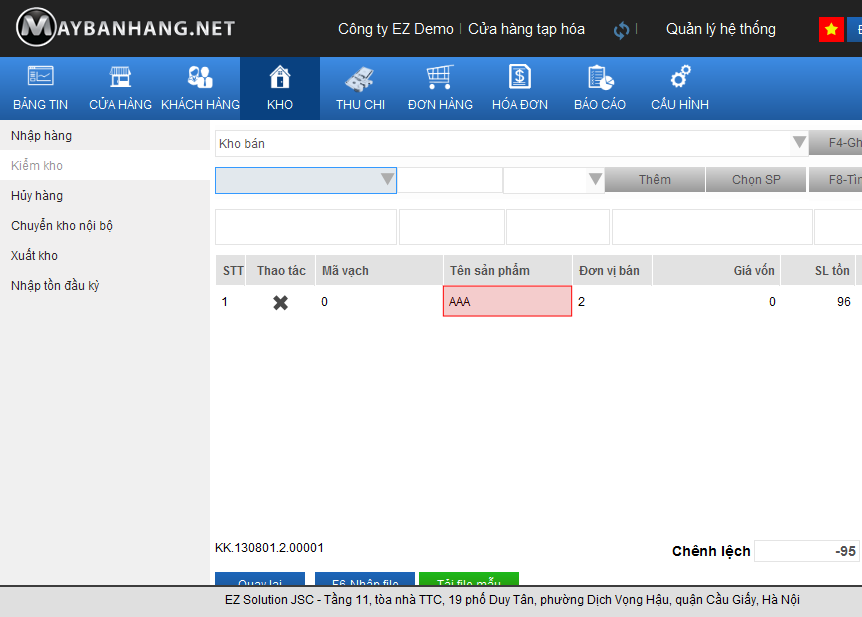 MAYBANHANG.NET
Công ty EZ Demo | Cửa hàng tạp hóa | Quản lý hệ thống
BẢNG TIN CỬA HÀNG KHÁCH HÀNG KHO THU CHI ĐƠN HÀNG HÓA ĐƠN BÁO CÁO CẤU HÌNH
Nhập hàng
Kiểm kho
Hủy hàng
Chuyển kho nội bộ
Xuất kho
Nhập tồn đầu kỳ
Kho bán F4-Gh
Thêm Chọn SP F8-Tìn
STT Thao tác Mã vạch Tên sản phẩm Đơn vị bán Giá vốn SL tồn
1 0 AAA 2 0 96
KK.130801.2.00001
Chênh lệch -95
Quay lại F6-Nhập file Tải file mẫu
EZ Solution JSC - Tầng 11, tòa nhà TTC, 19 phố Duy Tân, phường Dịch Vọng Hậu, quận Cầu Giấy, Hà Nội